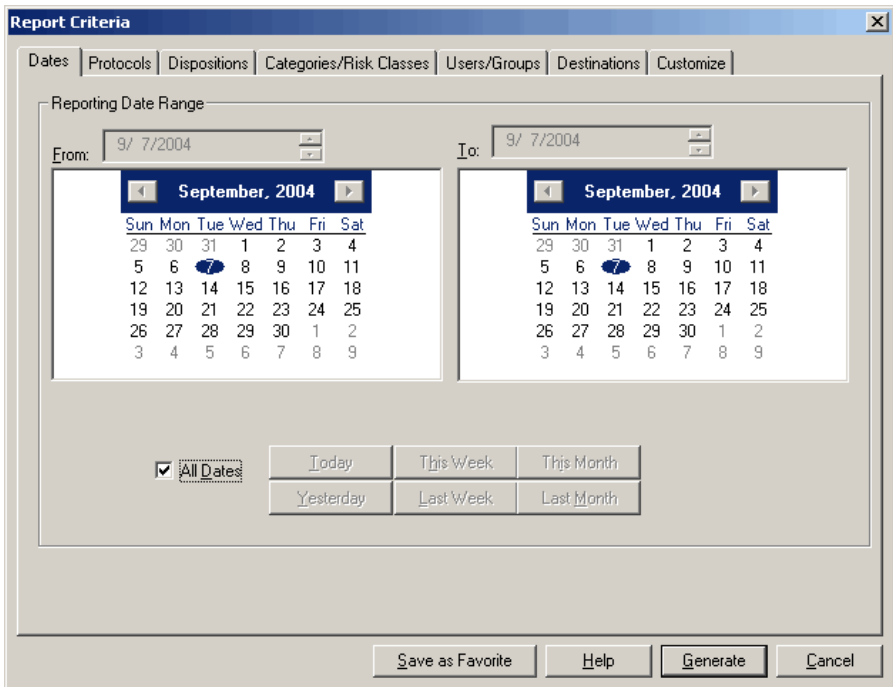 Report Criteria
Dates Protocols Dispositions Categories/Risk Classes Users/Groups Destinations Customize
Reporting Date Range
From: 9/ 7/2004
To: 9/ 7/2004
September, 2004
Sun Mon Tue Wed Thu Fri Sat
29 30 31 1 2 3 4
5 6 7 8 9 10 11
12 13 14 15 16 17 18
19 20 21 22 23 24 25
26 27 28 29 30 1 2
3 4 5 6 7 8 9
September, 2004
Sun Mon Tue Wed Thu Fri Sat
29 30 31 1 2 3 4
5 6 7 8 9 10 11
12 13 14 15 16 17 18
19 20 21 22 23 24 25
26 27 28 29 30 1 2
3 4 5 6 7 8 9
All Dates
Today This Week This Month
Yesterday Last Week Last Month
Save as Favorite Help Generate Cancel